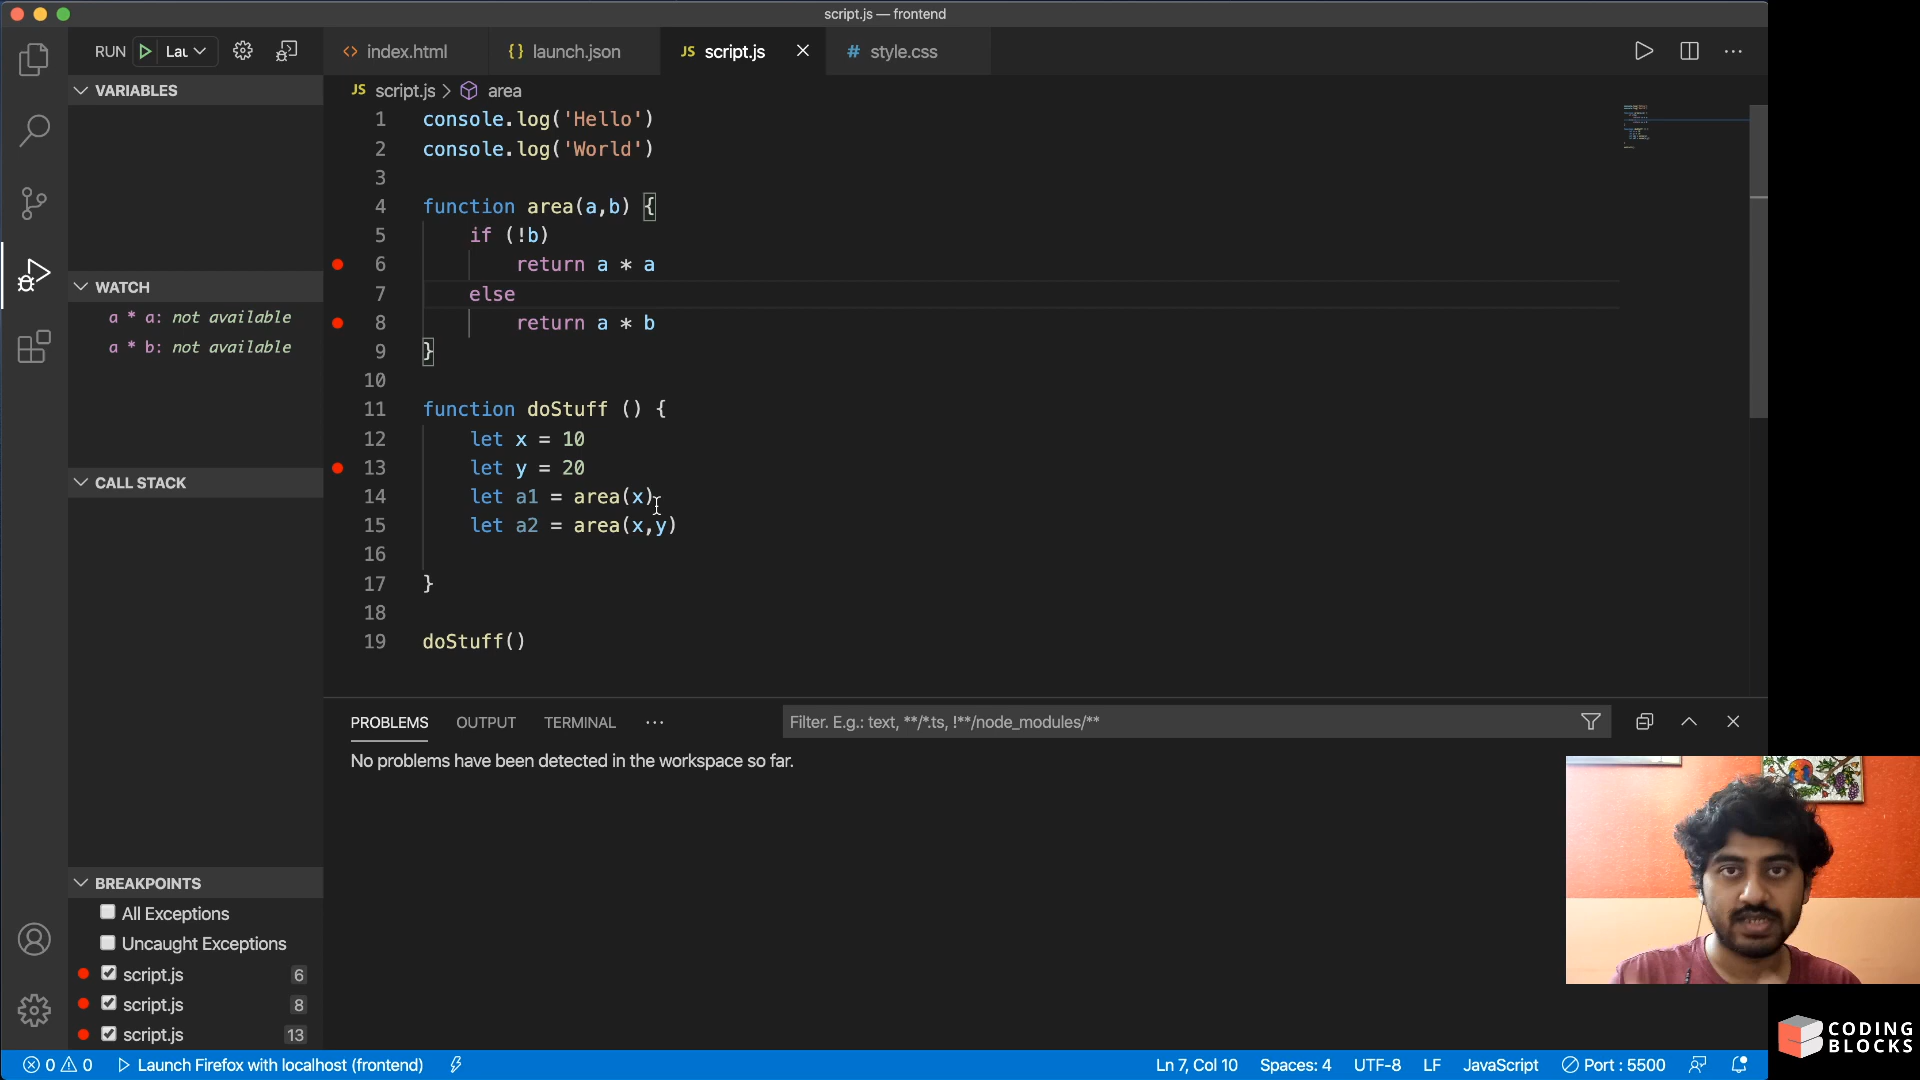 script.js — frontend
RUN Lau
index.html
{} launch.json
JS script.js
# style.css
VARIABLES
JS script.js > area
1 console.log('Hello')
2 console.log('World')
3
4 function area(a,b) {
5 if (!b)
6 return a * a
7 else
8 return a * b
9 }
10
11 function doStuff () {
12 let x = 10
13 let y = 20
14 let a1 = area(x)
15 let a2 = area(x,y)
16
17 }
18
19 doStuff()
WATCH
a * a: not available
a * b: not available
CALL STACK
BREAKPOINTS
All Exceptions
Uncaught Exceptions
script.js 6
script.js 8
script.js 13
PROBLEMS OUTPUT TERMINAL ···
Filter. E.g.: text, **/*.ts, !**/node_modules/**
No problems have been detected in the workspace so far.
0 0 Launch Firefox with localhost (frontend)
Ln 7, Col 10 Spaces: 4 UTF-8 LF JavaScript Port : 5500
CODING
BLOCKS